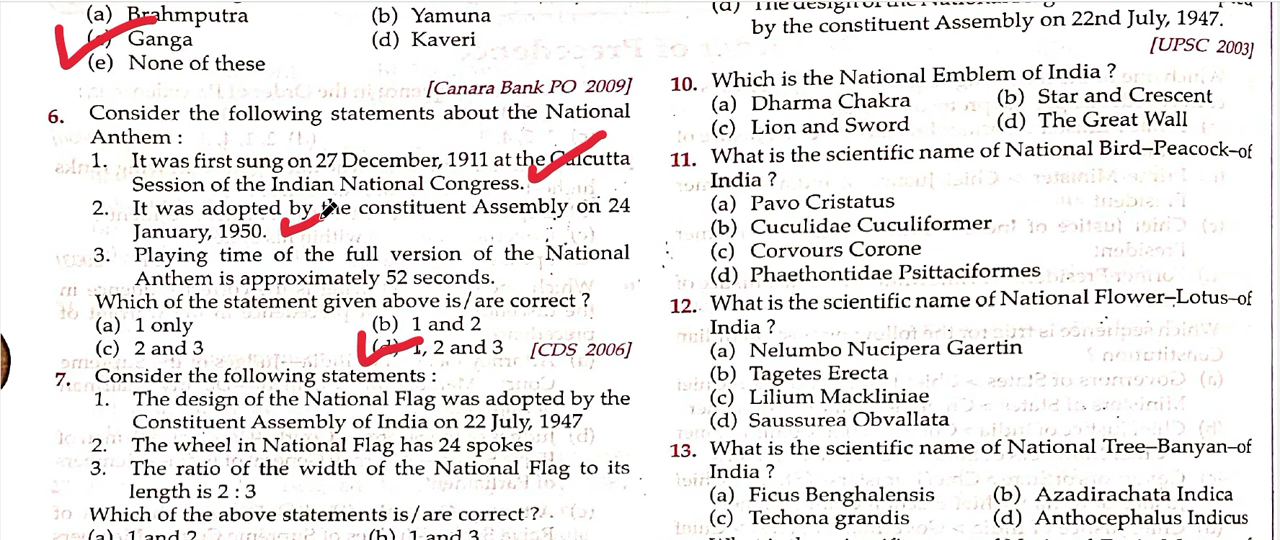 (a) Brahmputra (b) Yamuna
Ganga (d) Kaveri
(e) None of these
[Canara Bank PO 2009]
6. Consider the following statements about the National
Anthem :
1. It was first sung on 27 December, 1911 at the Calcutta
Session of the Indian National Congress.
2. It was adopted by the constituent Assembly on 24
January, 1950.
3. Playing time of the full version of the National
Anthem is approximately 52 seconds.
Which of the statement given above is/are correct ?
(a) 1 only (b) 1 and 2
(c) 2 and 3 (d) 1, 2 and 3 [CDS 2006]
7. Consider the following statements :
1. The design of the National Flag was adopted by the
Constituent Assembly of India on 22 July, 1947
2. The wheel in National Flag has 24 spokes
3. The ratio of the width of the National Flag to its
length is 2 : 3
Which of the above statements is/are correct ?
(a) 1 and 2 (b) 1 and 3
(d) The design of the
by the constituent Assembly on 22nd July, 1947.
[UPSC 2003]
10. Which is the National Emblem of India ?
(a) Dharma Chakra (b) Star and Crescent
(c) Lion and Sword (d) The Great Wall
11. What is the scientific name of National Bird–Peacock–of
India ?
(a) Pavo Cristatus
(b) Cuculidae Cuculiformer
(c) Corvours Corone
(d) Phaethontidae Psittaciformes
12. What is the scientific name of National Flower–Lotus–of
India ?
(a) Nelumbo Nucipera Gaertin
(b) Tagetes Erecta
(c) Lilium Mackliniae
(d) Saussurea Obvallata
13. What is the scientific name of National Tree–Banyan–of
India ?
(a) Ficus Benghalensis (b) Azadirachata Indica
(c) Techona grandis (d) Anthocephalus Indicus